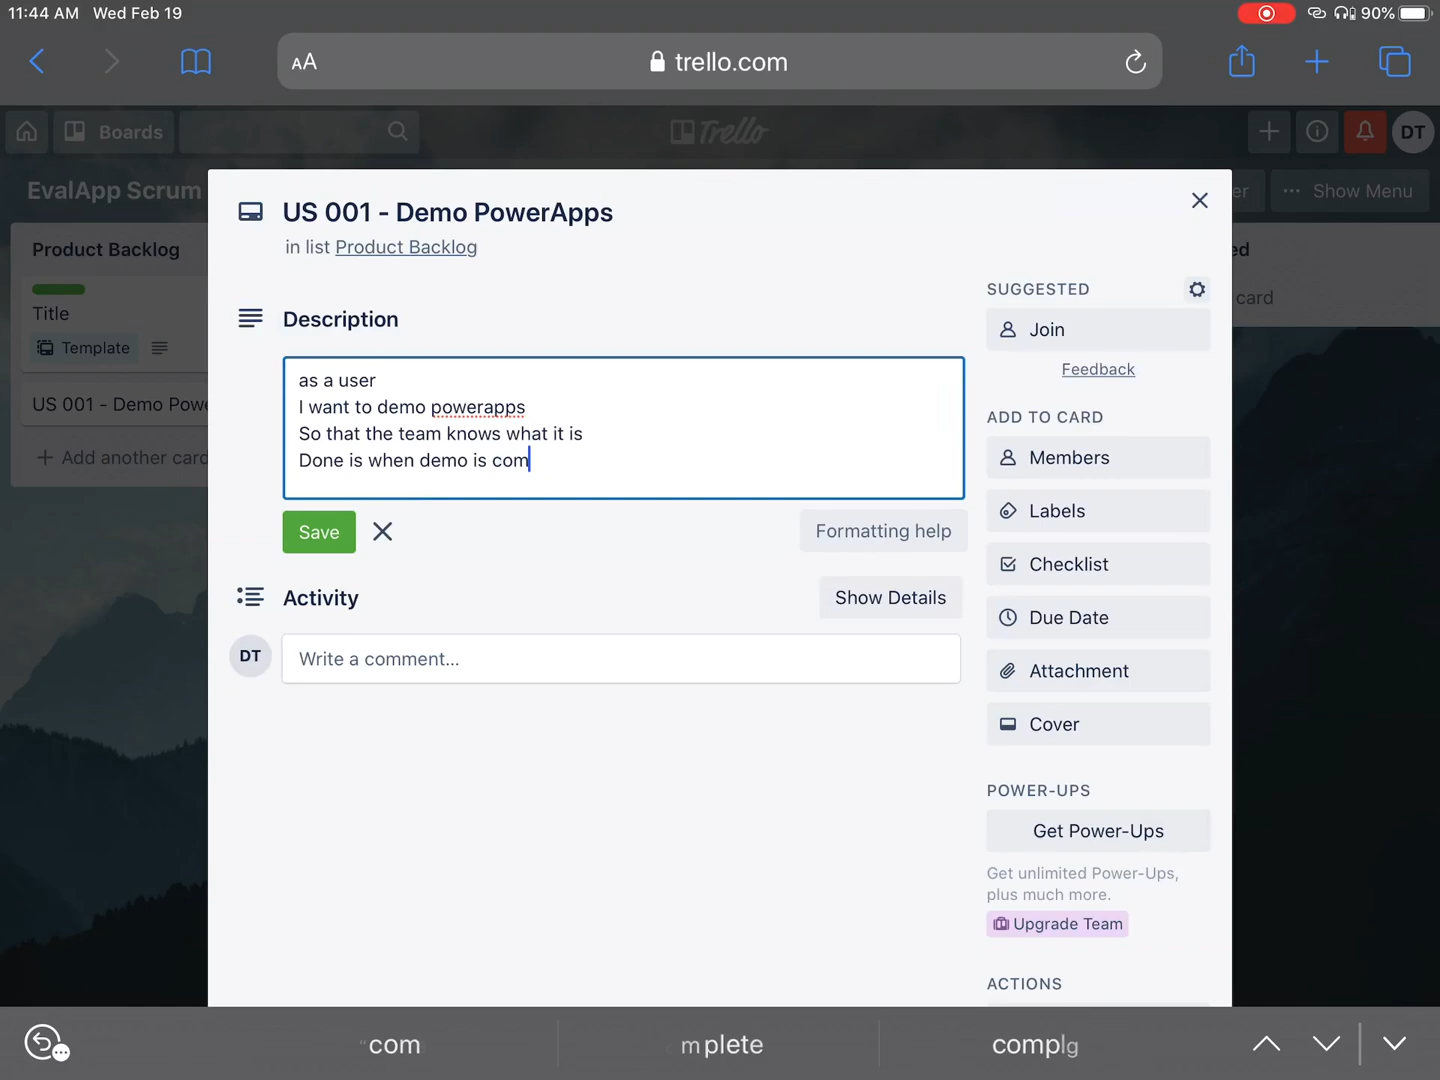 11:44 AM Wed Feb 19
90%
AA
trello.com
Boards
Trello
DT
EvalApp Scrum
Show Menu
Product Backlog
Title
Template
US 001 - Demo Pow
Add another card
card
US 001 - Demo PowerApps
in list Product Backlog
Description
as a user
I want to demo powerapps
So that the team knows what it is
Done is when demo is com
Save
Formatting help
Activity
Show Details
DT
Write a comment...
SUGGESTED
Join
Feedback
ADD TO CARD
Members
Labels
Checklist
Due Date
Attachment
Cover
POWER-UPS
Get Power-Ups
Get unlimited Power-Ups,
plus much more.
Upgrade Team
ACTIONS
com